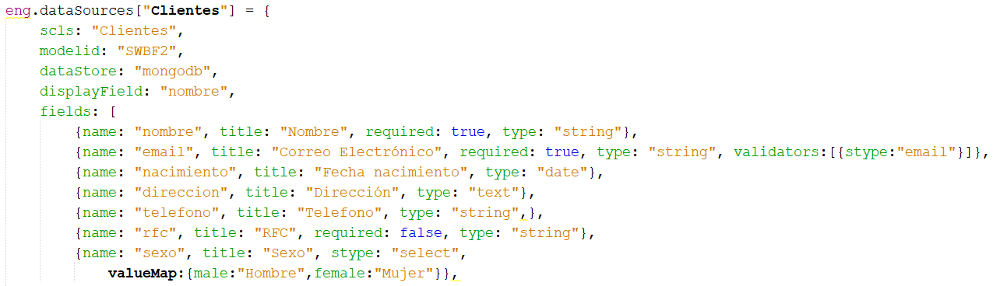 eng.dataSources["Clientes"] = {
    scls: "Clientes",
    modelid: "SWBF2",
    dataStore: "mongodb",
    displayField: "nombre",
    fields: [
        {name: "nombre", title: "Nombre", required: true, type: "string"},
        {name: "email", title: "Correo Electrónico", required: true, type: "string", validators:[{stype:"email"}]},
        {name: "nacimiento", title: "Fecha nacimiento", type: "date"},
        {name: "direccion", title: "Dirección", type: "text"},
        {name: "telefono", title: "Telefono", type: "string",},
        {name: "rfc", title: "RFC", required: false, type: "string"},
        {name: "sexo", title: "Sexo", stype: "select",
            valueMap:{male:"Hombre",female:"Mujer"}},